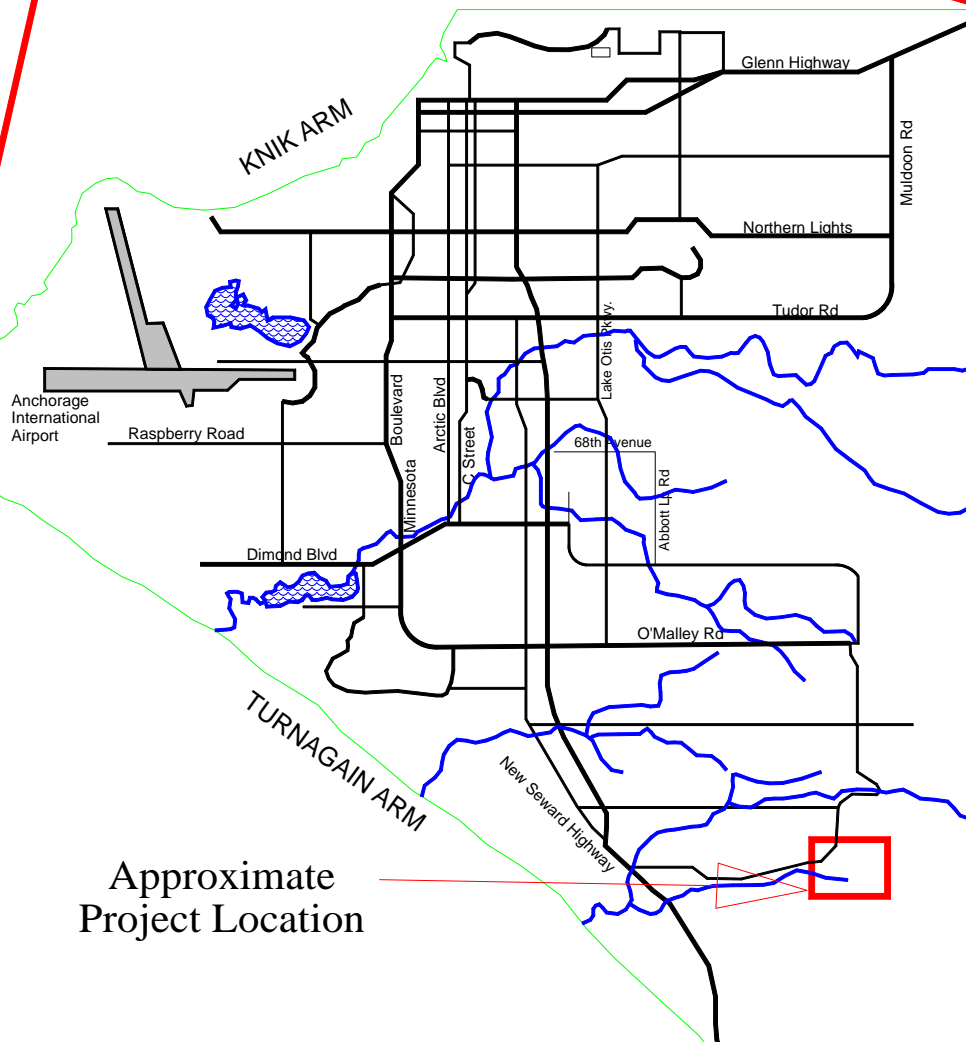 Glenn Highway
KNIK ARM
Muldoon Rd
Northern Lights
Tudor Rd
Lake Otis Pkwy.
Anchorage
International
Airport
Boulevard
Minnesota
Arctic Blvd
C Street
Raspberry Road
68th Avenue
Abbott Lp Rd
Dimond Blvd
O'Malley Rd
TURNAGAIN ARM
New Seward Highway
Approximate
Project Location